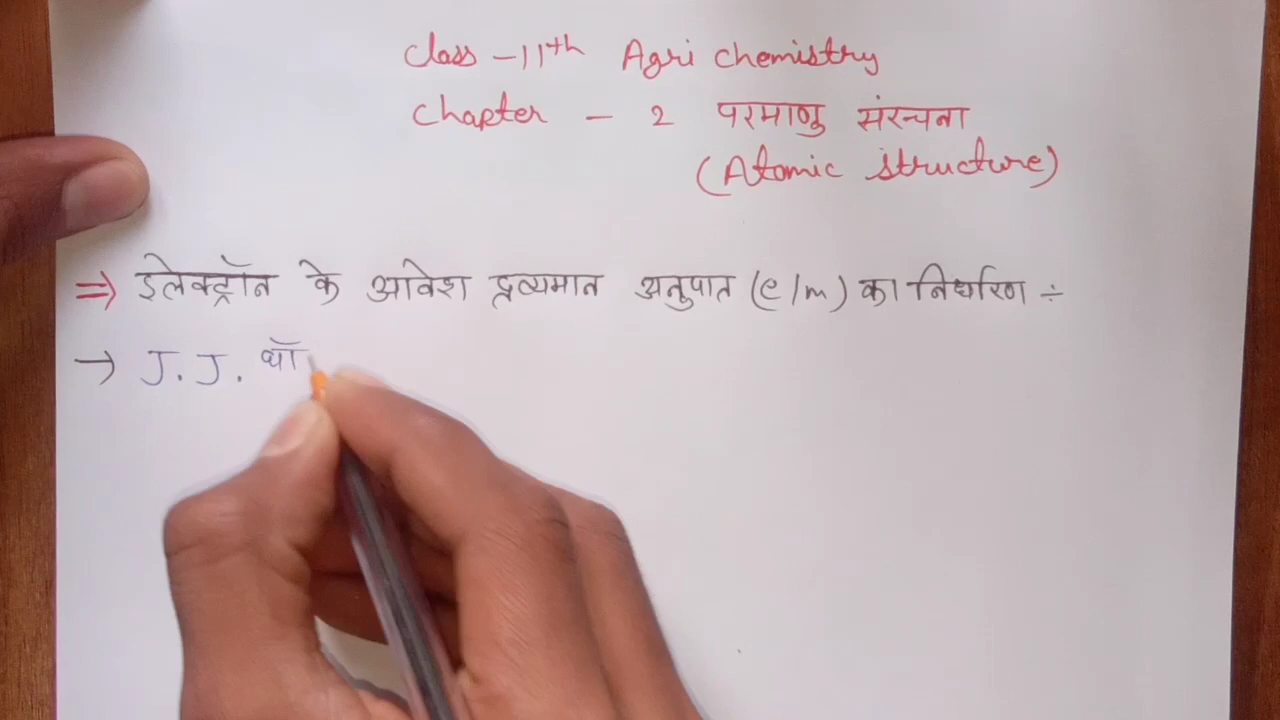 Class - 11th Agri chemistry
Chapter - 2 परमाणु संरचना
(Atomic structure)
⇒ इलेक्ट्रॉन के आवेश द्रव्यमान अनुपात (e/m) का निर्धारण ÷
→ J. J. थॉ